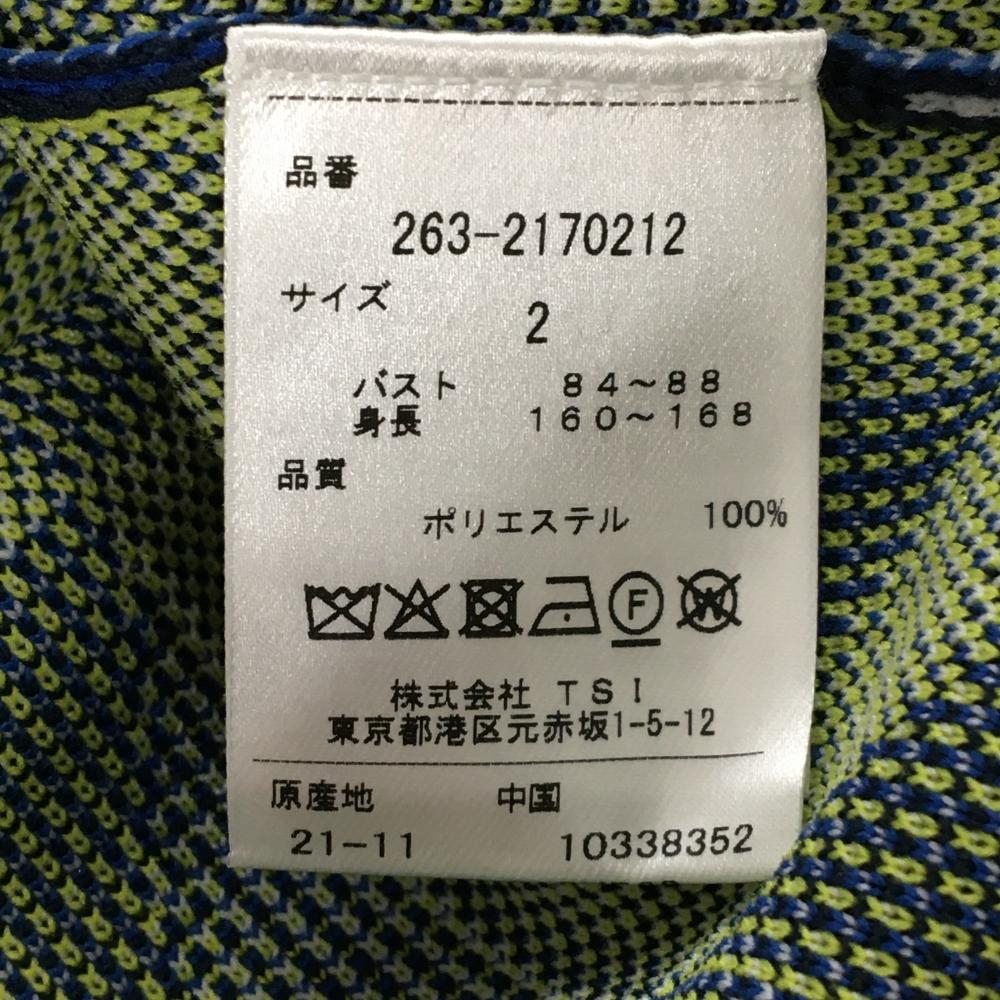 品番
263-2170212
サイズ
2
バスト 84～88
身長 160～168
品質
ポリエステル 100%
F W
株式会社 TSI
東京都港区元赤坂1-5-12
原産地 中国
21-11 10338352